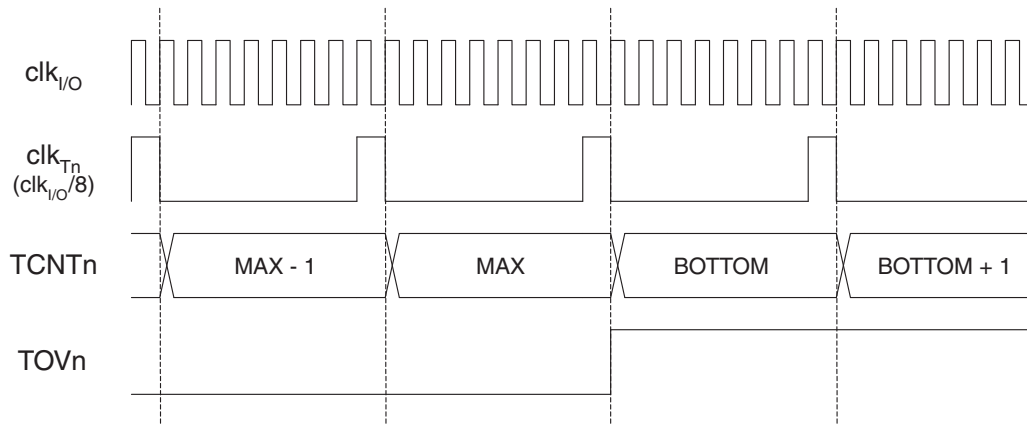 clkI/O
clkTn
(clkI/O/8)
TCNTn
MAX - 1
MAX
BOTTOM
BOTTOM + 1
TOVn